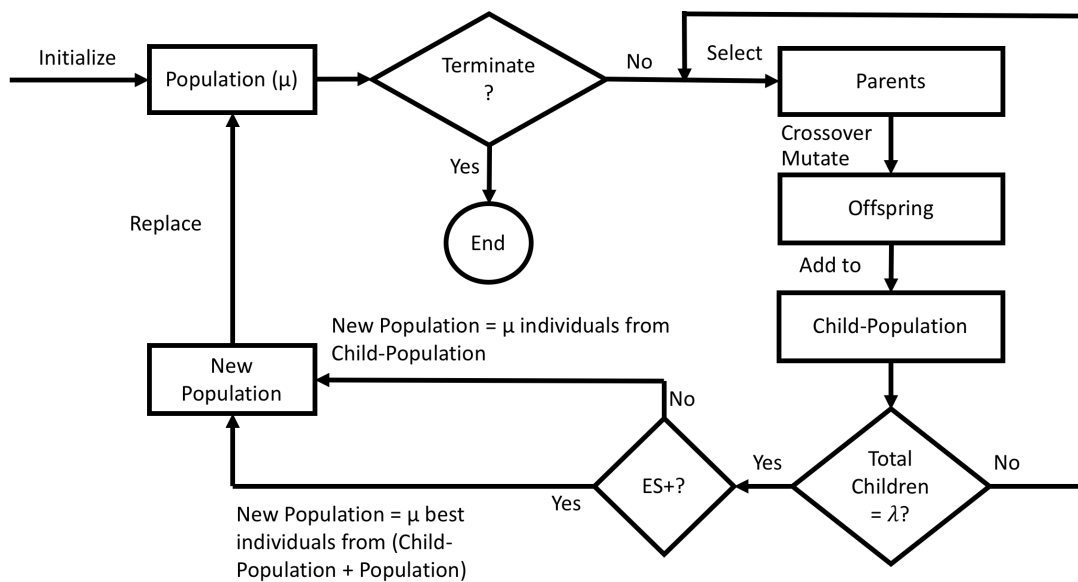 Initialize
Population (μ)
Terminate
?
No
Select
Parents
Crossover
Mutate
Yes
Offspring
Replace
End
Add to
Child-Population
New Population = μ individuals from
Child-Population
New
Population
No
Total
Children
= λ?
Yes
No
ES+?
Yes
New Population = μ best
individuals from (Child-
Population + Population)